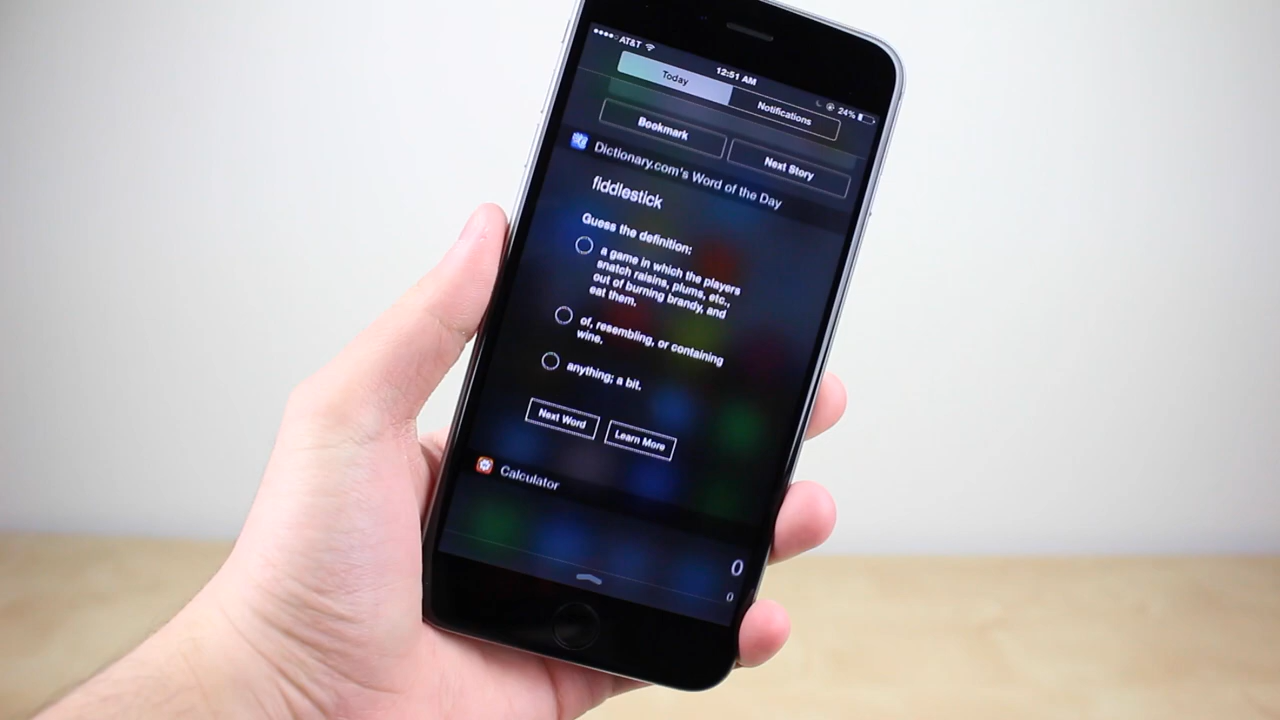 AT&T
12:51 AM
24%
Today
Notifications
Bookmark
Next Story
Dictionary.com's Word of the Day
fiddlestick
Guess the definition:
a game in which the players
snatch raisins, plums, etc.,
out of burning brandy, and
eat them.
of, resembling, or containing
wine.
anything; a bit.
Next Word
Learn More
Calculator
0
0